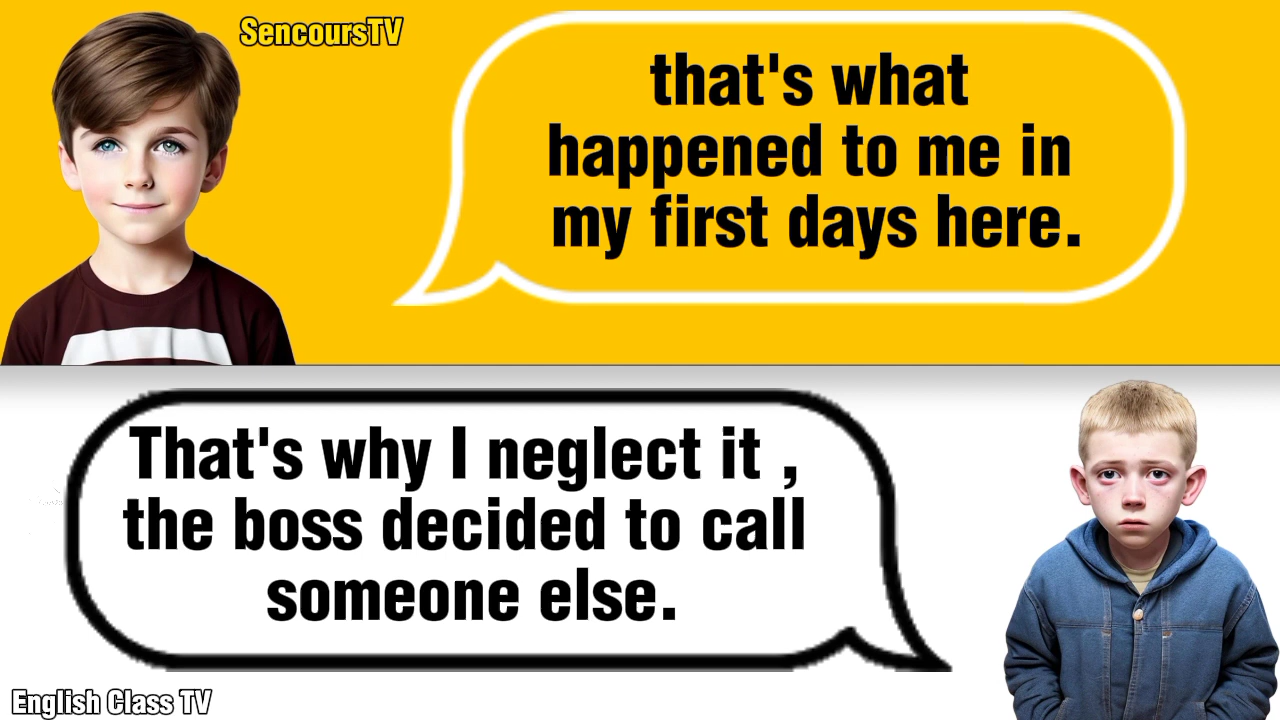 SencoursTV
that's what
happened to me in
my first days here.
That's why I neglect it ,
the boss decided to call
someone else.
English Class TV